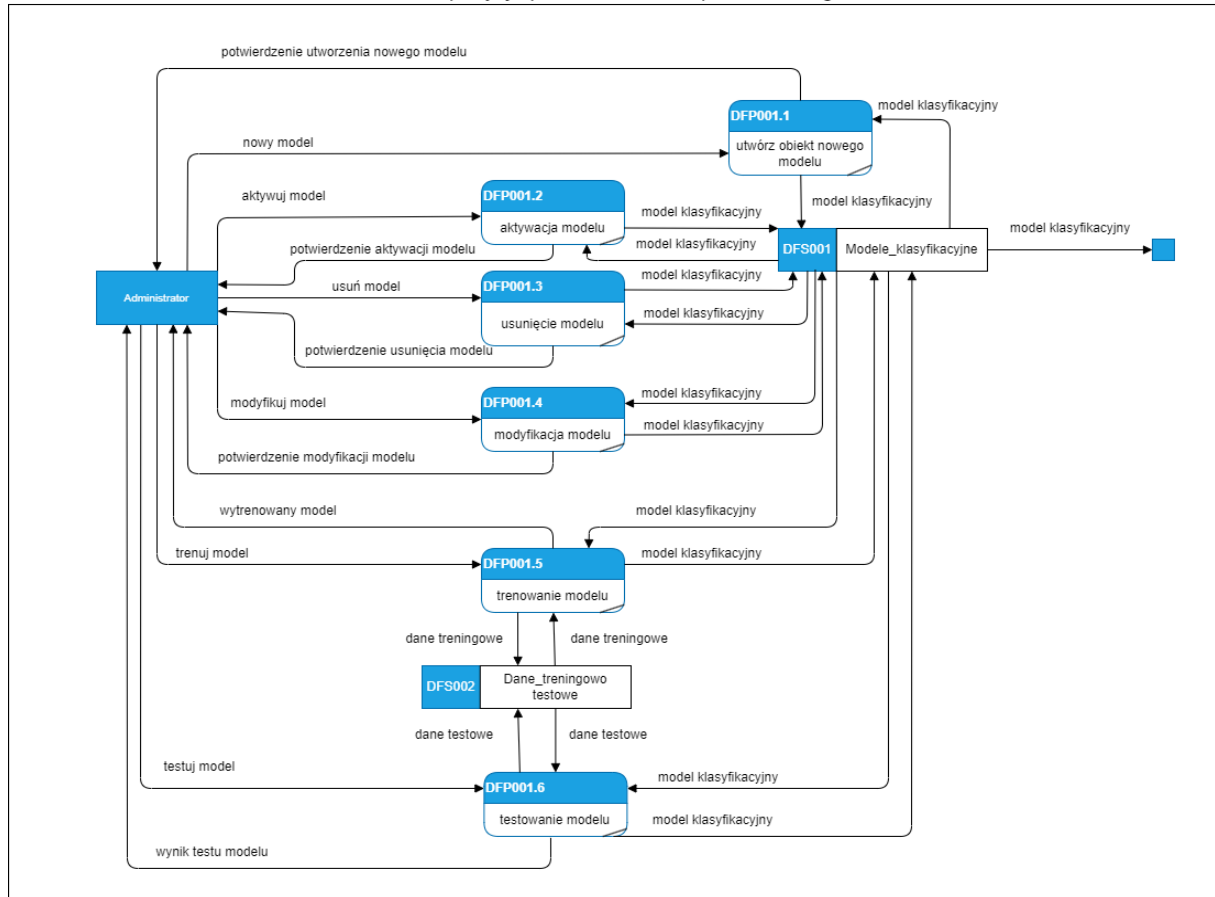 potwierdzenie utworzenia nowego modelu
model klasyfikacyjny
DFP001.1
utwórz obiekt nowego
modelu
nowy model
aktywuj model
DFP001.2
aktywacja modelu
model klasyfikacyjny
model klasyfikacyjny
potwierdzenie aktywacji modelu
model klasyfikacyjny
DFS001
Modele_klasyfikacyjne
model klasyfikacyjny
Administrator
usuń model
DFP001.3
usunięcie modelu
model klasyfikacyjny
model klasyfikacyjny
potwierdzenie usunięcia modelu
modyfikuj model
DFP001.4
modyfikacja modelu
model klasyfikacyjny
model klasyfikacyjny
potwierdzenie modyfikacji modelu
wytrenowany model
model klasyfikacyjny
trenuj model
DFP001.5
trenowanie modelu
model klasyfikacyjny
dane treningowe
dane treningowe
DFS002
Dane_treningowo
testowe
dane testowe
dane testowe
testuj model
DFP001.6
testowanie modelu
model klasyfikacyjny
model klasyfikacyjny
wynik testu modelu